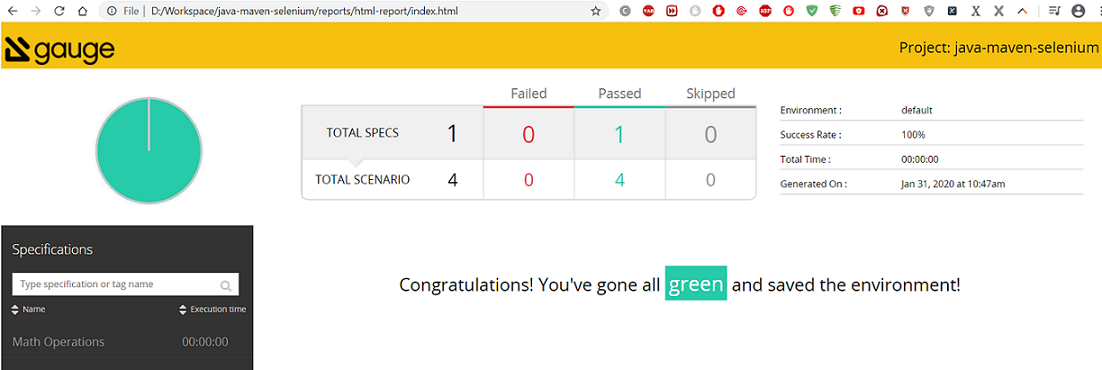 File | D:/Workspace/java-maven-selenium/reports/html-report/index.html
gauge
Project: java-maven-selenium
Failed Passed Skipped
TOTAL SPECS 1 0 1 0
TOTAL SCENARIO 4 0 4 0
Environment : default
Success Rate : 100%
Total Time : 00:00:00
Generated On : Jan 31, 2020 at 10:47am
Specifications
Type specification or tag name
Name Execution time
Math Operations 00:00:00
Congratulations! You've gone all green and saved the environment!